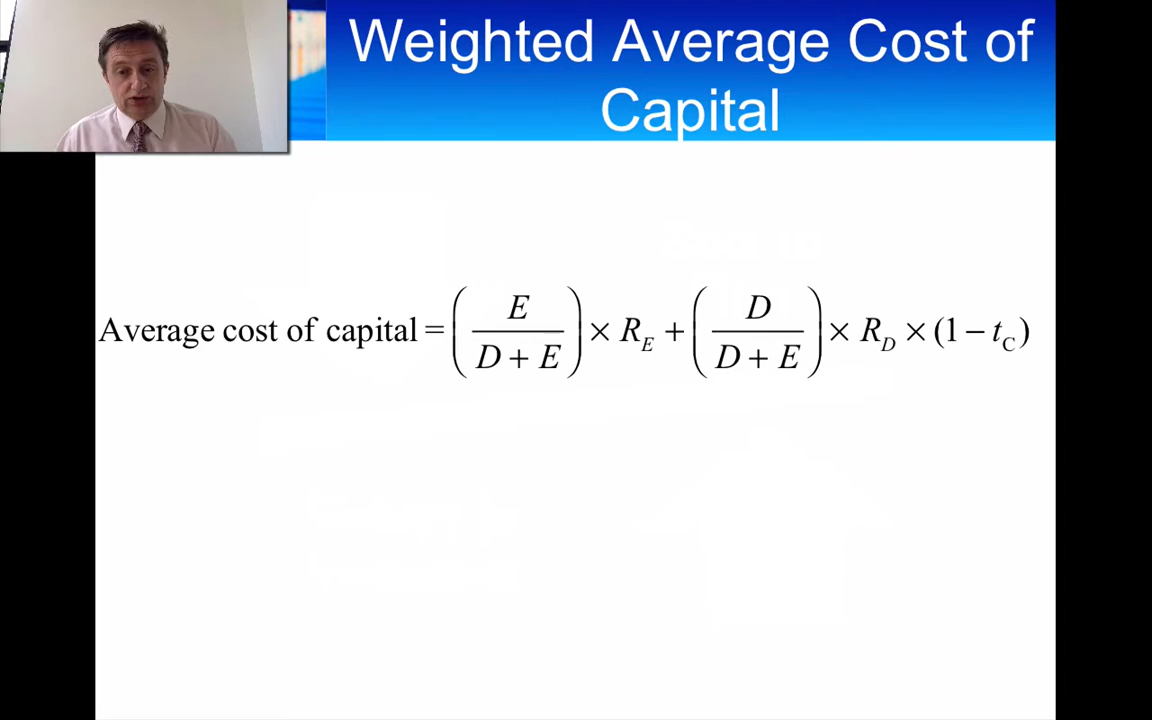 Weighted Average Cost of
Capital
Average cost of capital = (E / (D + E)) × R_E + (D / (D + E)) × R_D × (1 − t_C)